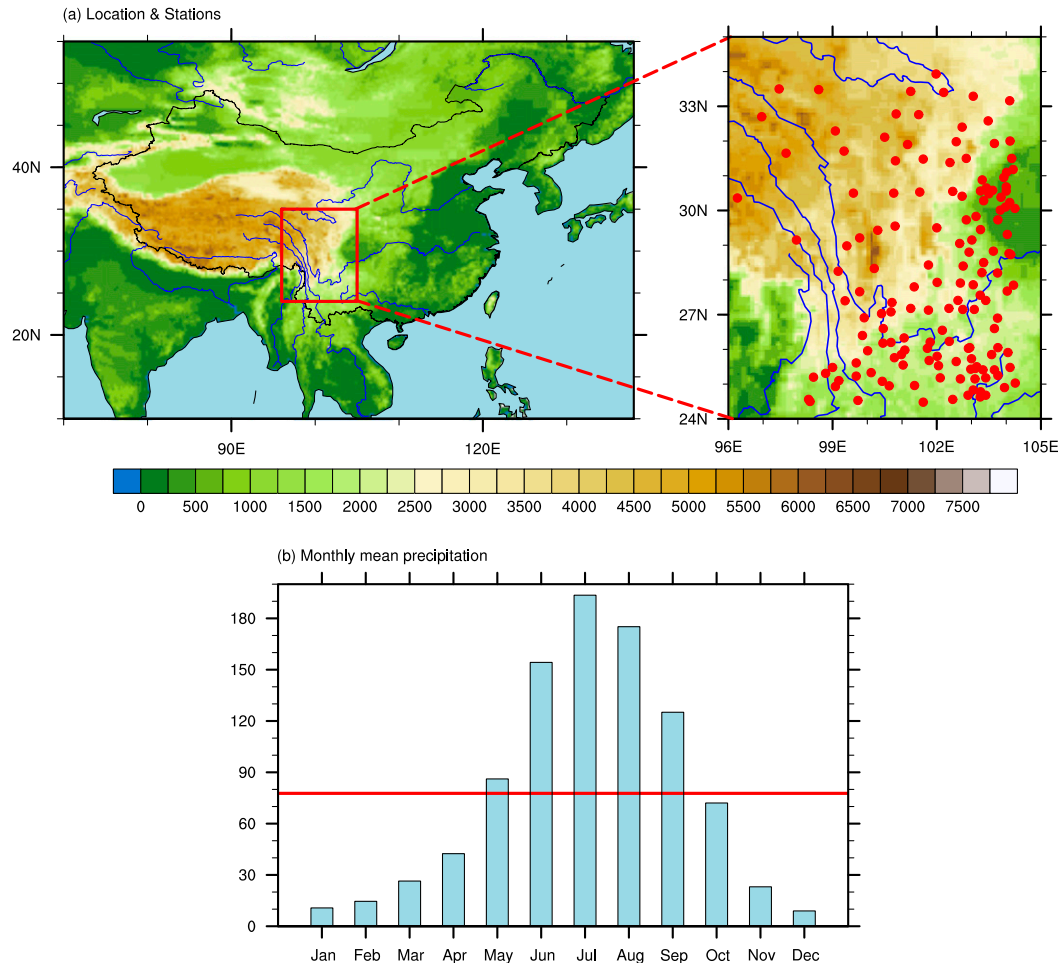 (a) Location & Stations
40N
20N
90E
120E
33N
30N
27N
24N
96E
99E
102E
105E
0
500
1000
1500
2000
2500
3000
3500
4000
4500
5000
5500
6000
6500
7000
7500
(b) Monthly mean precipitation
180
150
120
90
60
30
0
Jan
Feb
Mar
Apr
May
Jun
Jul
Aug
Sep
Oct
Nov
Dec